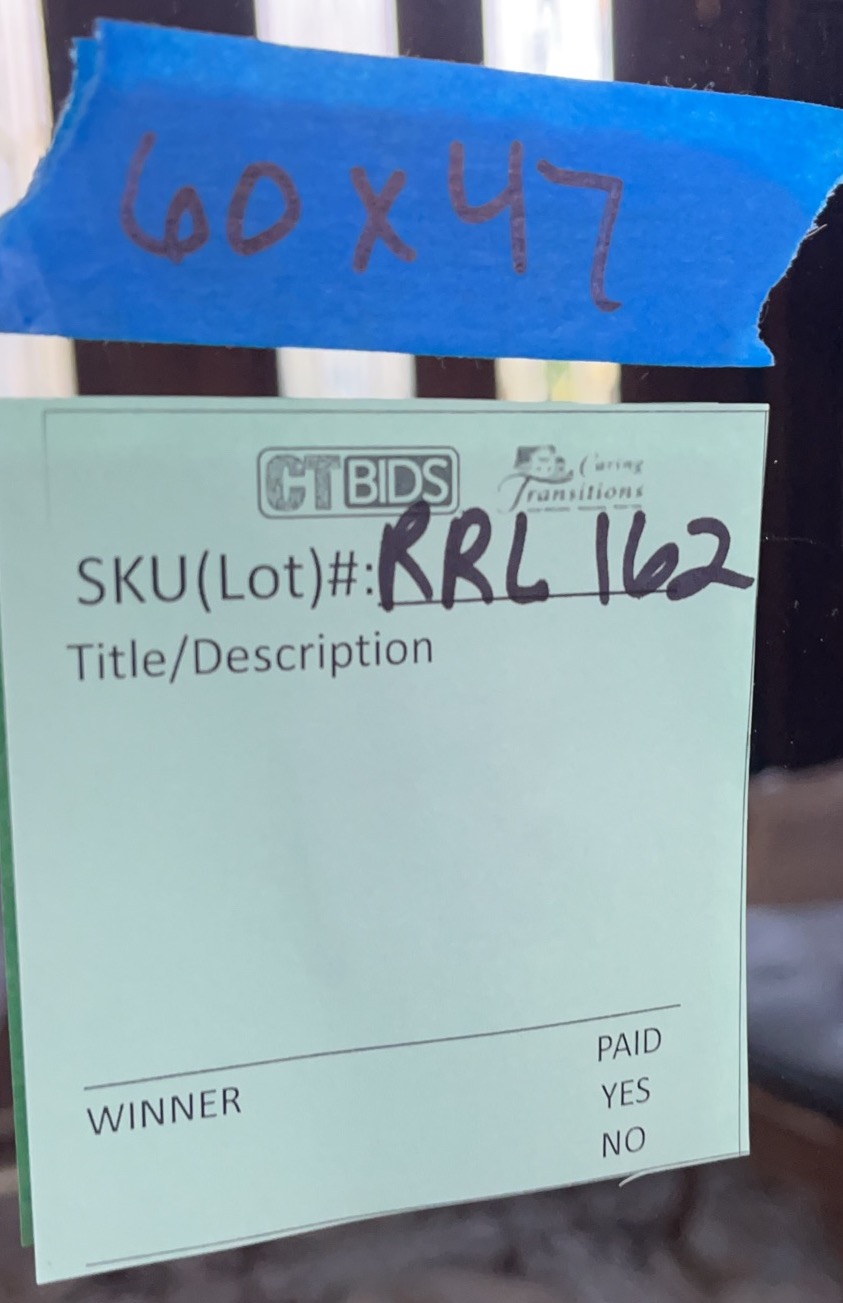 60 x 47
CT BIDS Caring Transitions
SKU(Lot)#: RRL 162
Title/Description
PAID
WINNER YES
NO